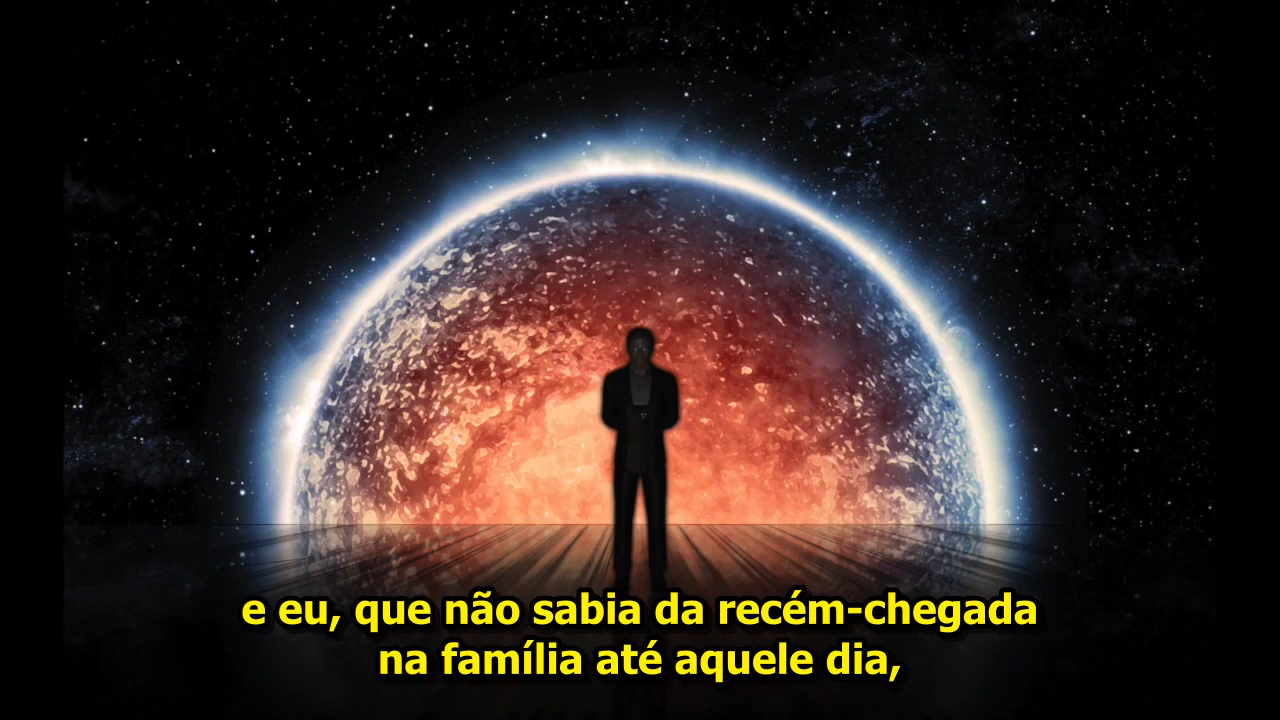 e eu, que não sabia da recém-chegada
na família até aquele dia,